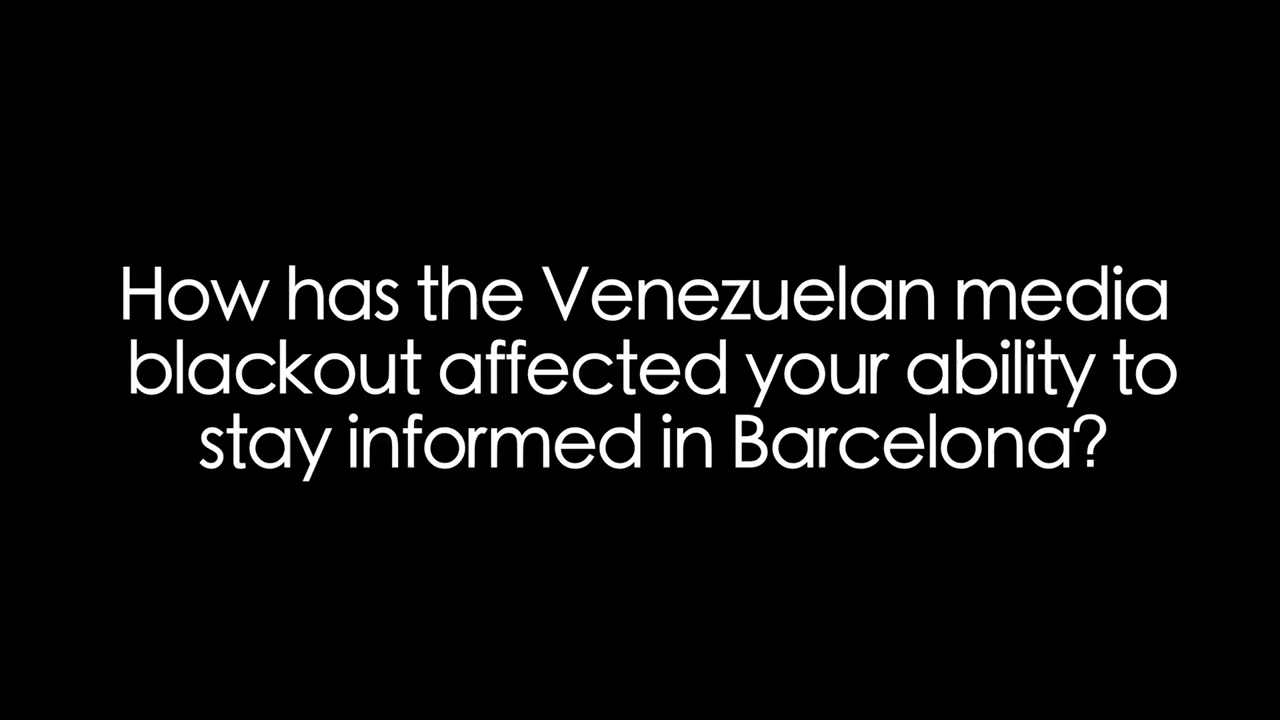 How has the Venezuelan media
blackout affected your ability to
stay informed in Barcelona?